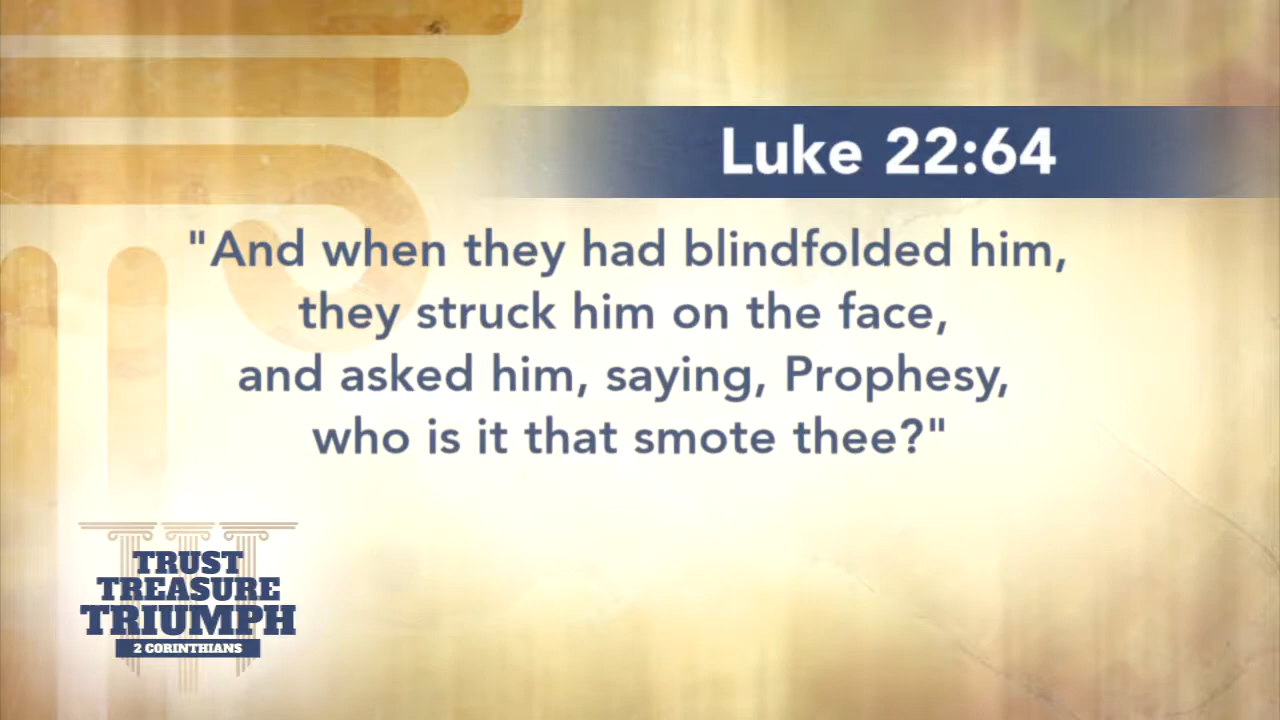 Luke 22:64
"And when they had blindfolded him,
they struck him on the face,
and asked him, saying, Prophesy,
who is it that smote thee?"
TRUST
TREASURE
TRIUMPH
2 CORINTHIANS